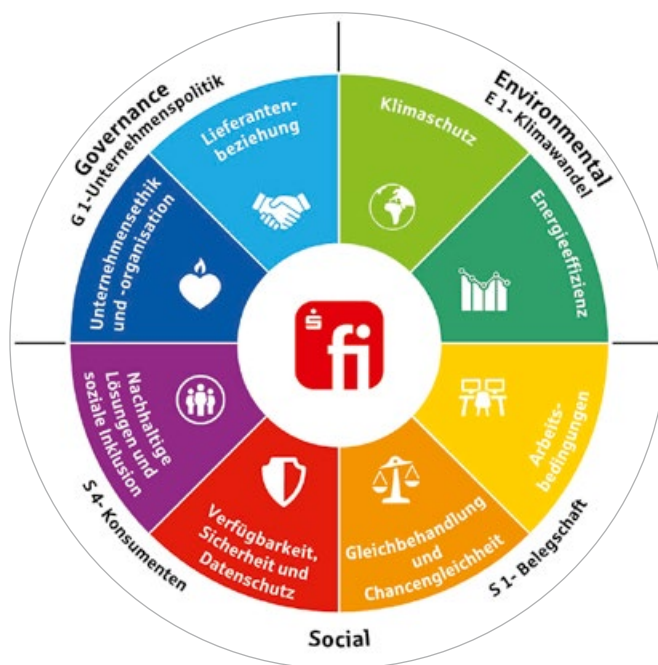 Governance
G 1- Unternehmenspolitik
Environmental
E 1- Klimawandel
Lieferanten-
beziehung
Klimaschutz
Unternehmensethik
und -organisation
Energieeffizienz
fi
Nachhaltige
Lösungen und
soziale Inklusion
Arbeits-
bedingungen
Verfügbarkeit,
Sicherheit und
Datenschutz
Gleichbehandlung
und
Chancengleichheit
S 4- Konsumenten
S 1- Belegschaft
Social